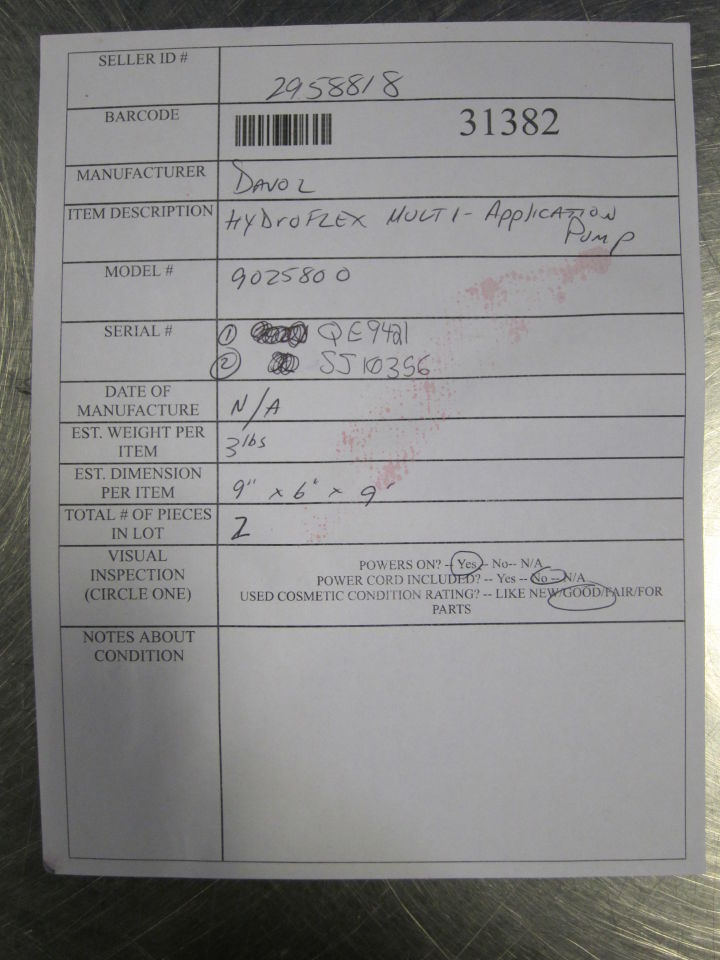 SELLER ID # 2958818
BARCODE 31382
MANUFACTURER DAVOL
ITEM DESCRIPTION HYDroFLEX MULTI-Application
PUMP
MODEL # 9025800
SERIAL # ① QE9421
② SJ10356
DATE OF
MANUFACTURE N/A
EST. WEIGHT PER
ITEM 3 lbs
EST. DIMENSION
PER ITEM 9" x 6" x 9"
TOTAL # OF PIECES
IN LOT 2
VISUAL
INSPECTION
(CIRCLE ONE)
POWERS ON? -- Yes -- No-- N/A
POWER CORD INCLUDED? -- Yes -- No -- N/A
USED COSMETIC CONDITION RATING? -- LIKE NEW/GOOD/FAIR/FOR
PARTS
NOTES ABOUT
CONDITION